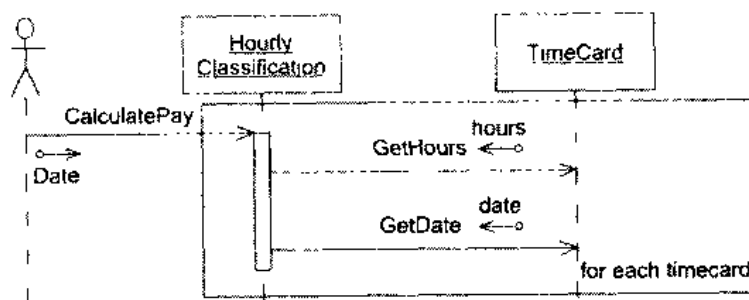 Hourly
Classification
TimeCard
CalculatePay
hours
GetHours
Date
date
GetDate
for each timecard